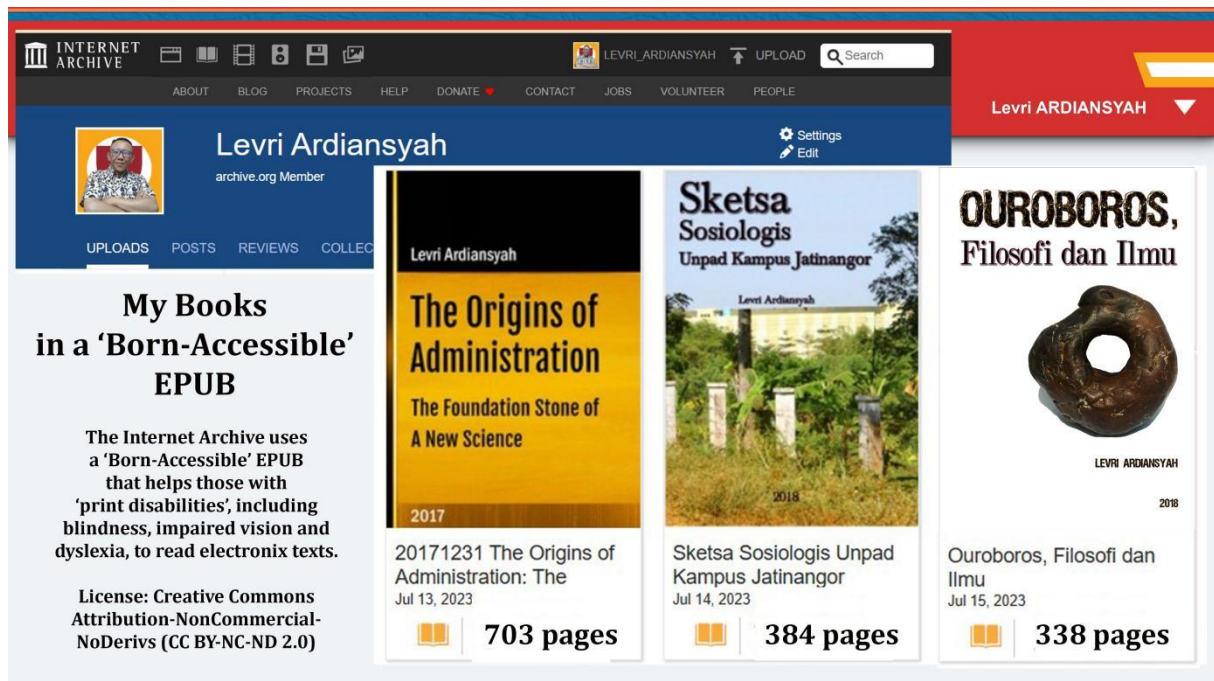 INTERNET
ARCHIVE
LEVRI_ARDIANSYAH
UPLOAD
Search
ABOUT BLOG PROJECTS HELP DONATE CONTACT JOBS VOLUNTEER PEOPLE
Levri ARDIANSYAH
Levri Ardiansyah
archive.org Member
Settings
Edit
UPLOADS POSTS REVIEWS COLLEC
My Books
in a ‘Born-Accessible’
EPUB
The Internet Archive uses
a ‘Born-Accessible’ EPUB
that helps those with
‘print disabilities’, including
blindness, impaired vision and
dyslexia, to read electronix texts.
License: Creative Commons
Attribution-NonCommercial-
NoDerivs (CC BY-NC-ND 2.0)
Levri Ardiansyah
The Origins of
Administration
The Foundation Stone of
A New Science
2017
20171231 The Origins of
Administration: The
Jul 13, 2023
703 pages
Sketsa
Sosiologis
Unpad Kampus Jatinangor
Levri Ardiansyah
2018
Sketsa Sosiologis Unpad
Kampus Jatinangor
Jul 14, 2023
384 pages
OUROBOROS,
Filosofi dan Ilmu
LEVRI ARDIANSYAH
2018
Ouroboros, Filosofi dan
Ilmu
Jul 15, 2023
338 pages